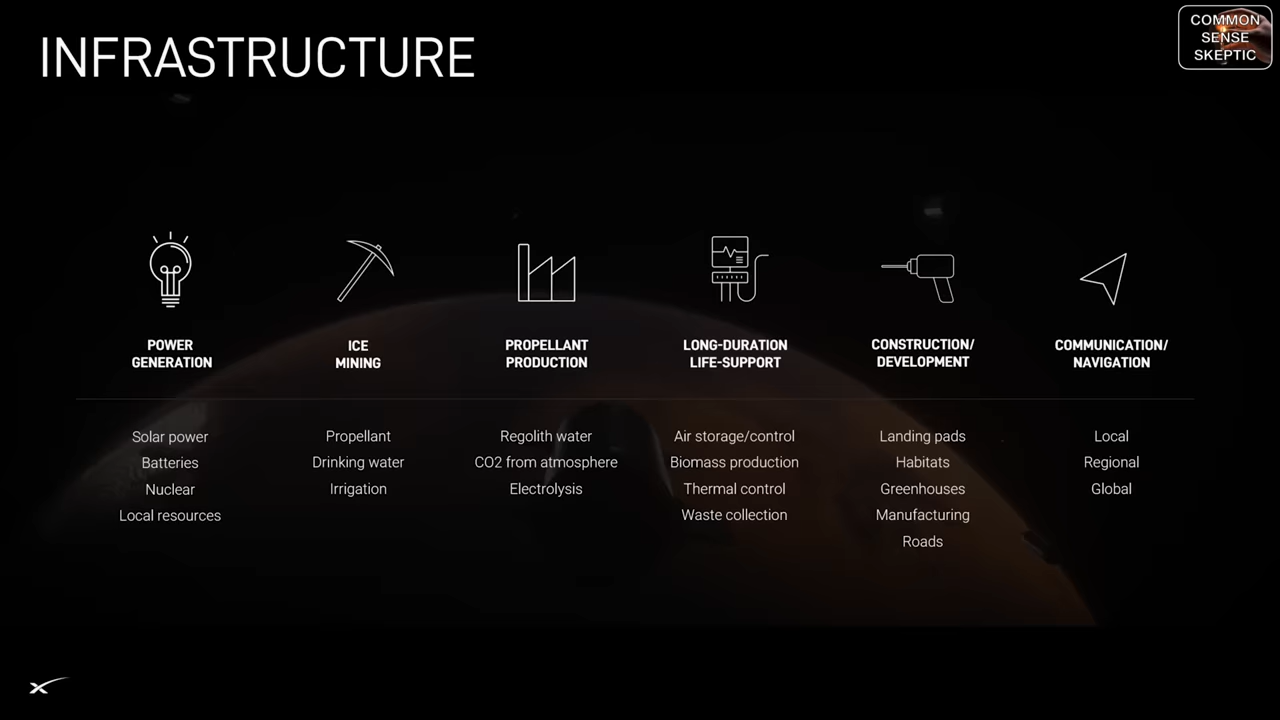 INFRASTRUCTURE
COMMON
SENSE
SKEPTIC
POWER
GENERATION
Solar power
Batteries
Nuclear
Local resources
ICE
MINING
Propellant
Drinking water
Irrigation
PROPELLANT
PRODUCTION
Regolith water
CO2 from atmosphere
Electrolysis
LONG-DURATION
LIFE-SUPPORT
Air storage/control
Biomass production
Thermal control
Waste collection
CONSTRUCTION/
DEVELOPMENT
Landing pads
Habitats
Greenhouses
Manufacturing
Roads
COMMUNICATION/
NAVIGATION
Local
Regional
Global